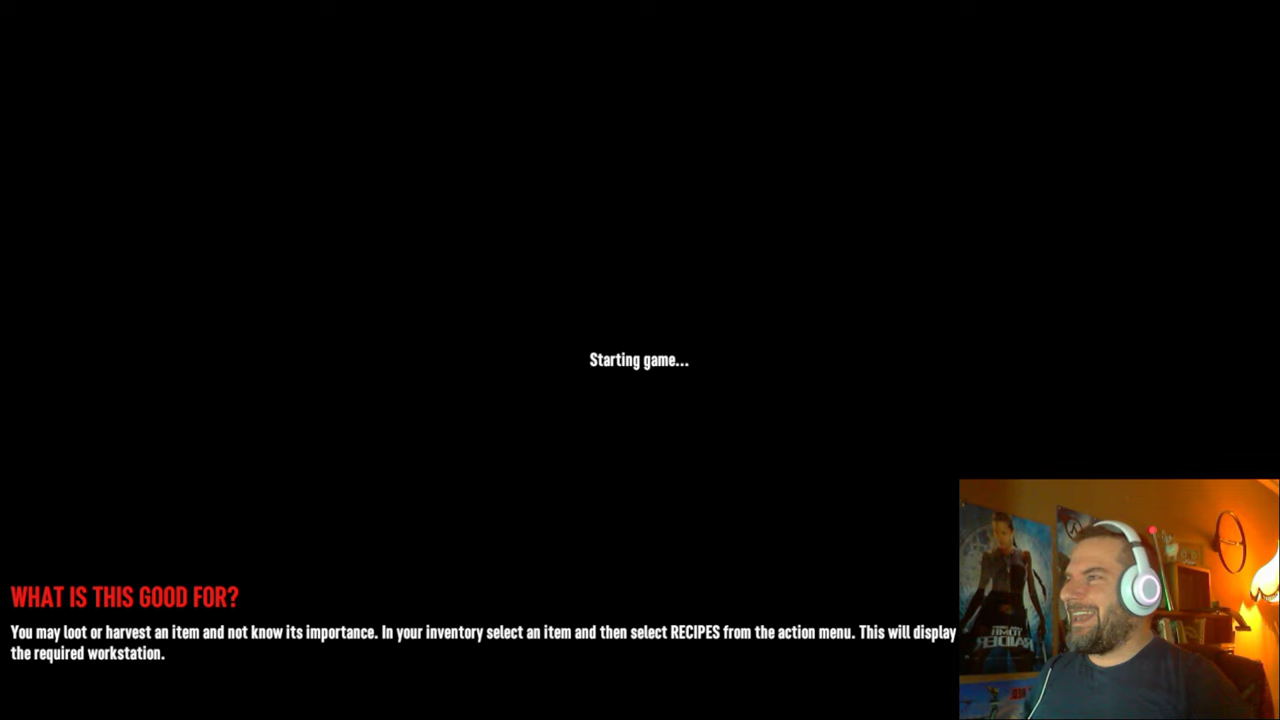 Starting game...
WHAT IS THIS GOOD FOR?
You may loot or harvest an item and not know its importance. In your inventory select an item and then select RECIPES from the action menu. This will display
the required workstation.
TOMB
RAIDER